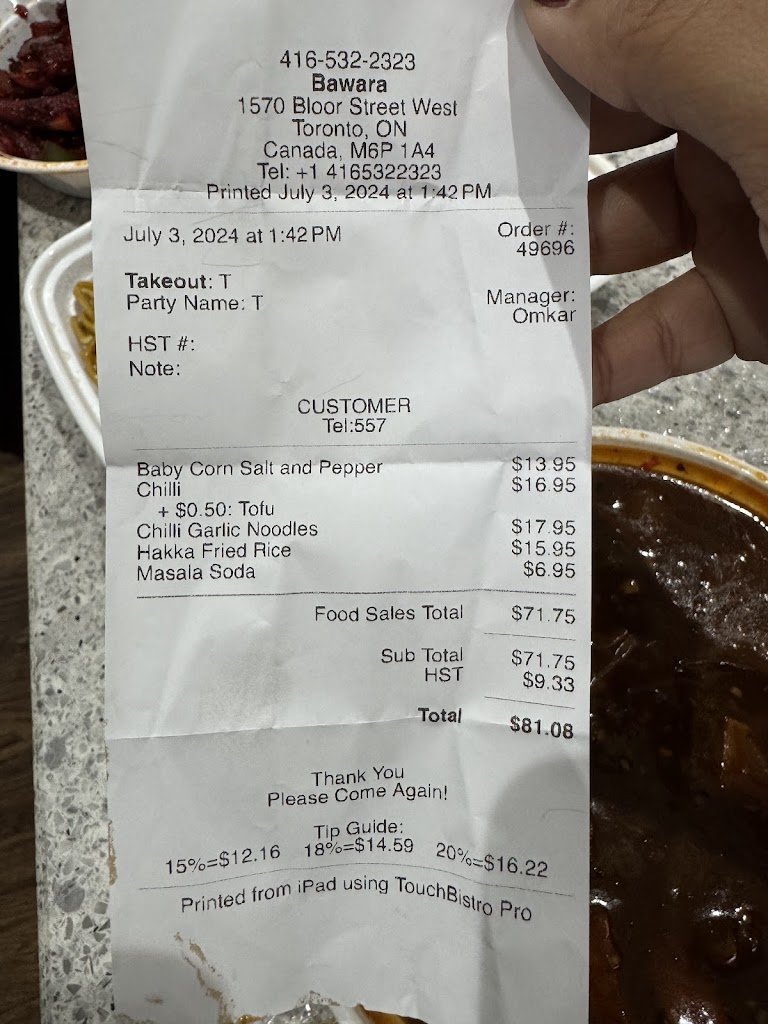 416-532-2323
Bawara
1570 Bloor Street West
Toronto, ON
Canada, M6P 1A4
Tel: +1 4165322323
Printed July 3, 2024 at 1:42 PM
July 3, 2024 at 1:42 PM Order #:
49696
Takeout: T
Party Name: T Manager:
Omkar
HST #:
Note:
CUSTOMER
Tel:557
Baby Corn Salt and Pepper $13.95
Chilli $16.95
+ $0.50: Tofu
Chilli Garlic Noodles $17.95
Hakka Fried Rice $15.95
Masala Soda $6.95
Food Sales Total $71.75
Sub Total $71.75
HST $9.33
Total $81.08
Thank You
Please Come Again!
Tip Guide:
15%=$12.16 18%=$14.59 20%=$16.22
Printed from iPad using TouchBistro Pro